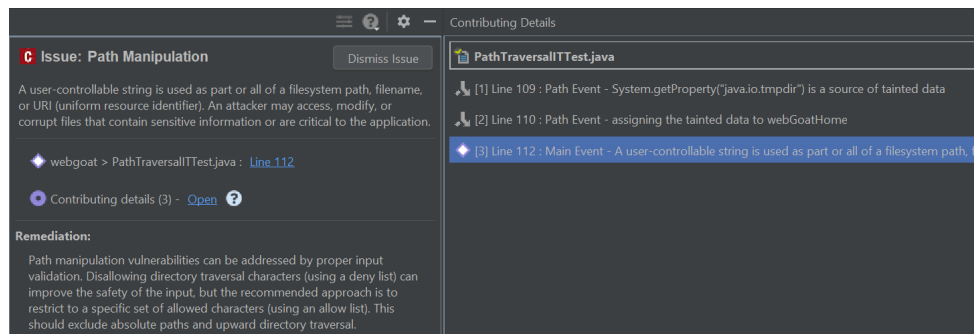 Contributing Details
C Issue: Path Manipulation
Dismiss Issue
A user-controllable string is used as part or all of a filesystem path, filename,
or URI (uniform resource identifier). An attacker may access, modify, or
corrupt files that contain sensitive information or are critical to the application.
webgoat > PathTraversalITTest.java : Line 112
Contributing details (3) - Open ?
Remediation:
Path manipulation vulnerabilities can be addressed by proper input
validation. Disallowing directory traversal characters (using a deny list) can
improve the safety of the input, but the recommended approach is to
restrict to a specific set of allowed characters (using an allow list). This
should exclude absolute paths and upward directory traversal.
PathTraversalITTest.java
[1] Line 109 : Path Event - System.getProperty("java.io.tmpdir") is a source of tainted data
[2] Line 110 : Path Event - assigning the tainted data to webGoatHome
[3] Line 112 : Main Event - A user-controllable string is used as part or all of a filesystem path,